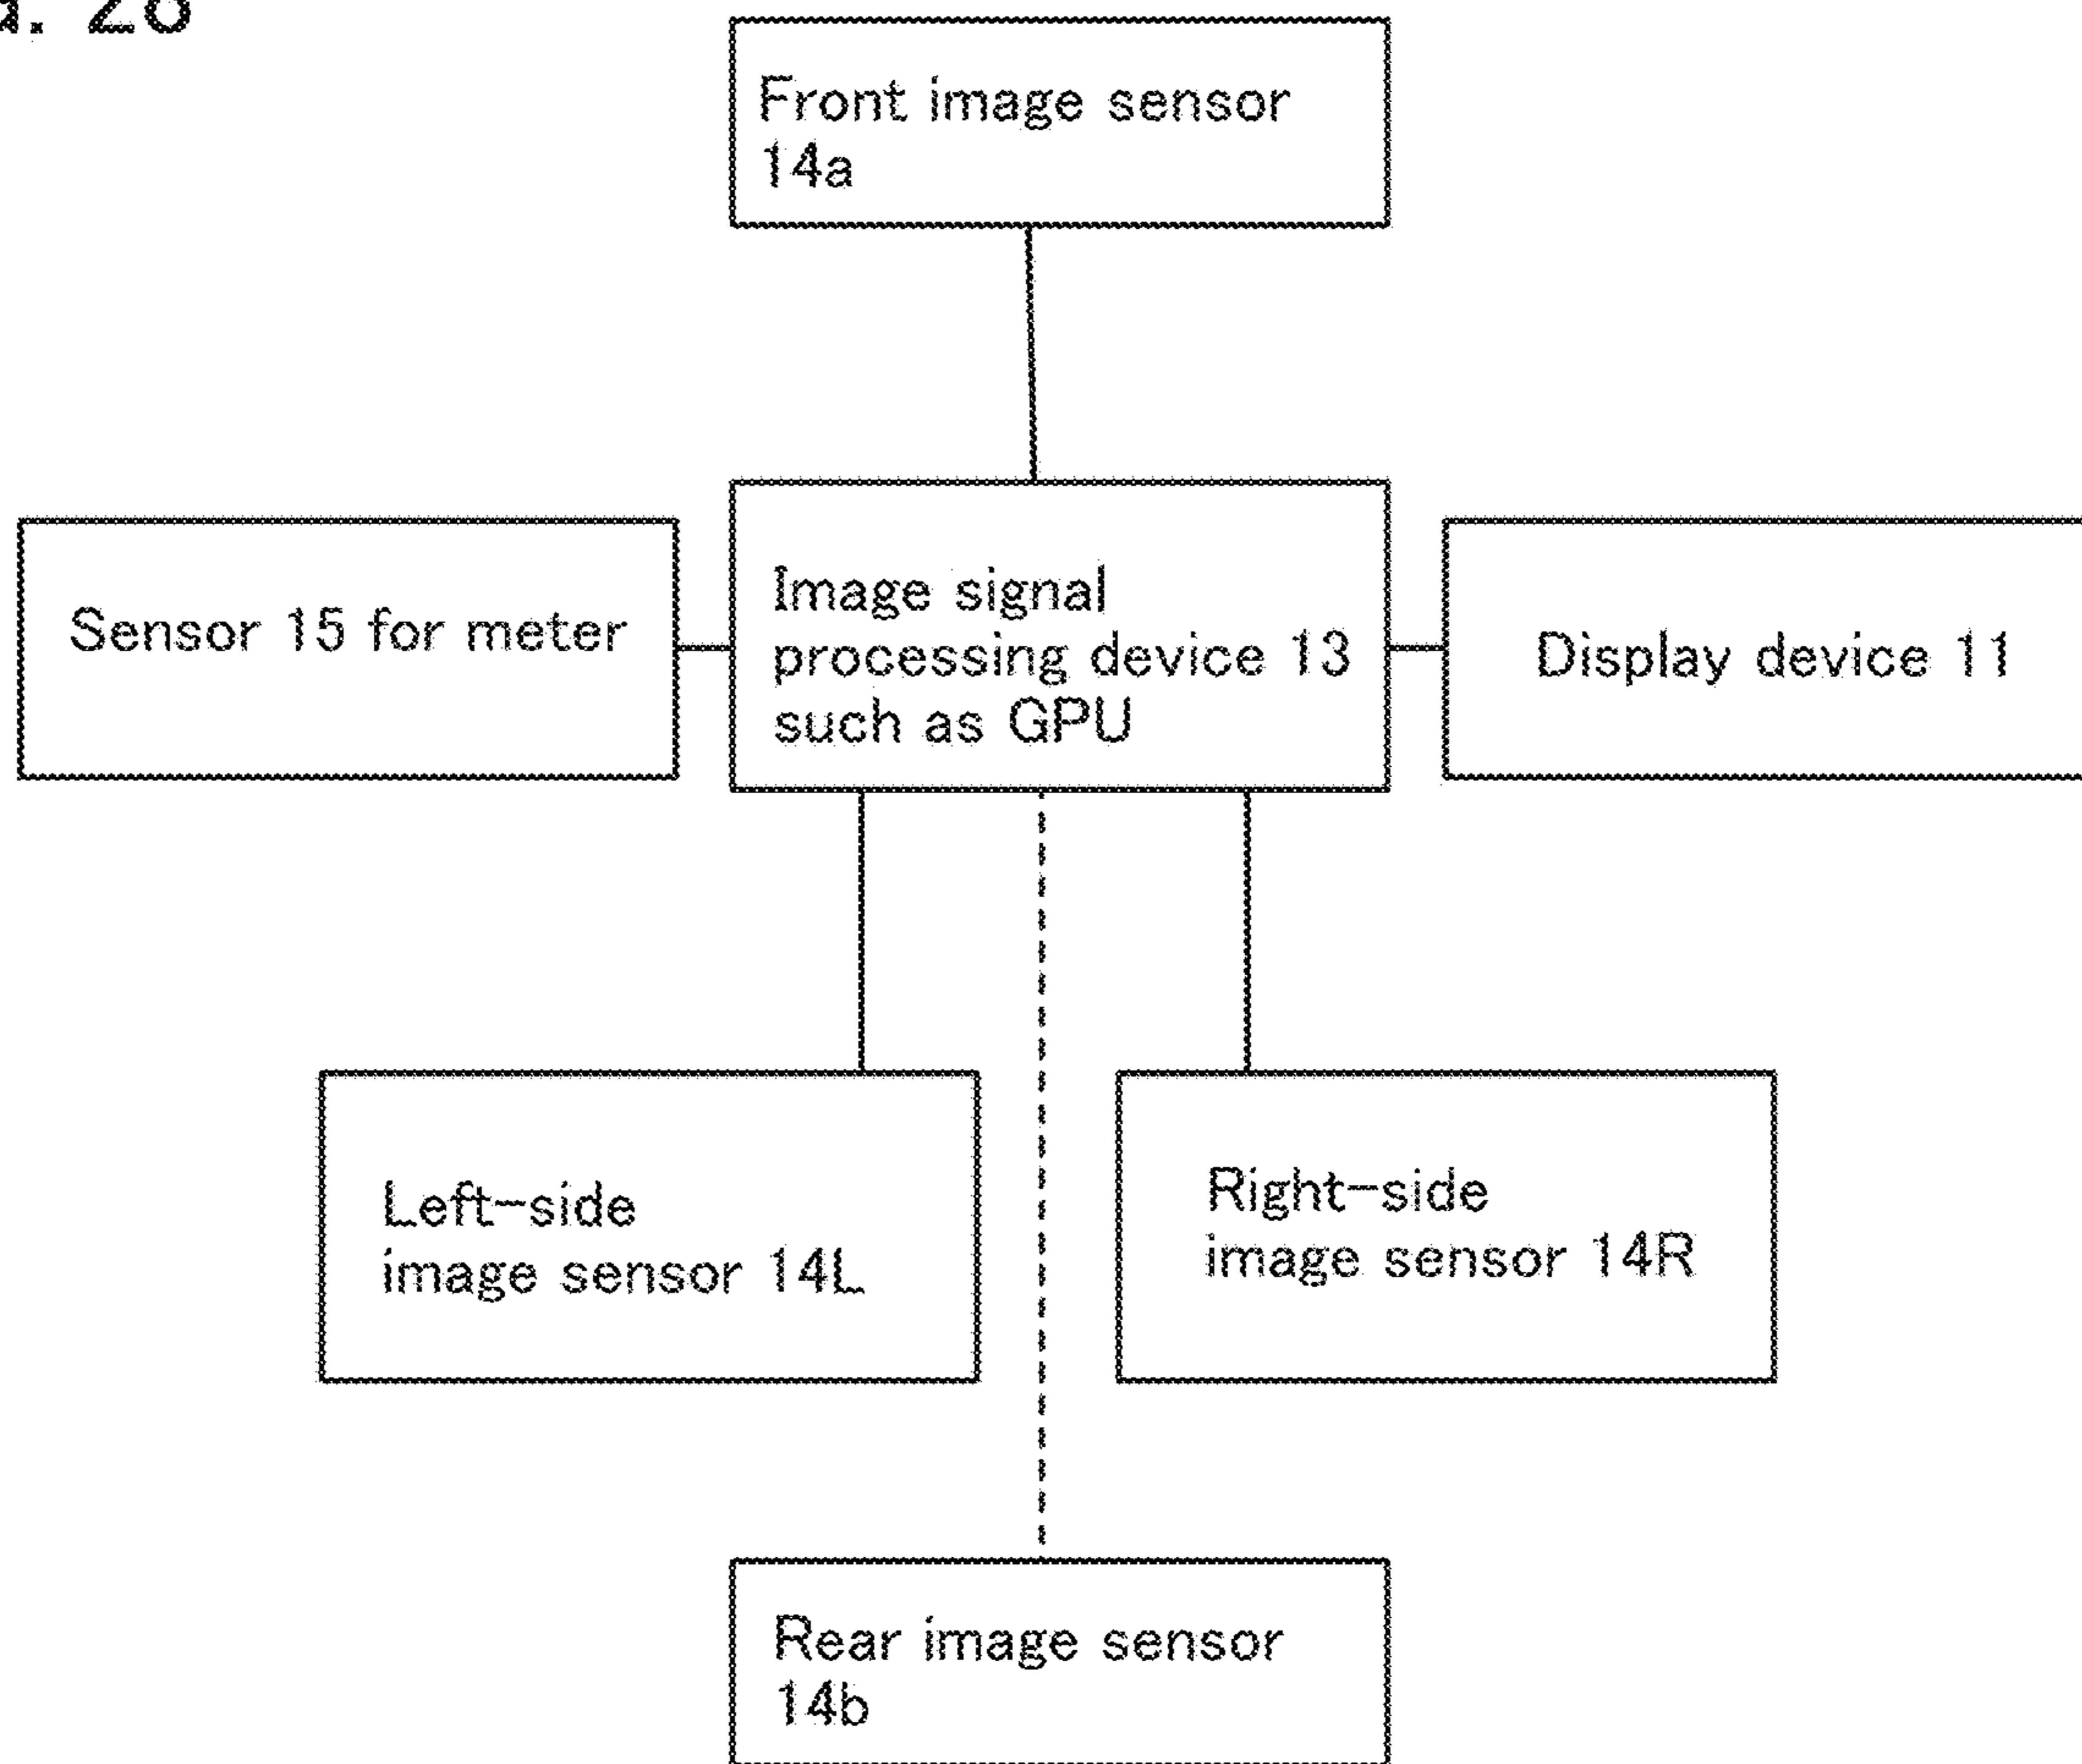 Front image sensor
14a
Sensor 15 for meter
Image signal
processing device 13
such as GPU
Display device 11
Left-side
image sensor 14L
Right-side
image sensor 14R
Rear image sensor
14b